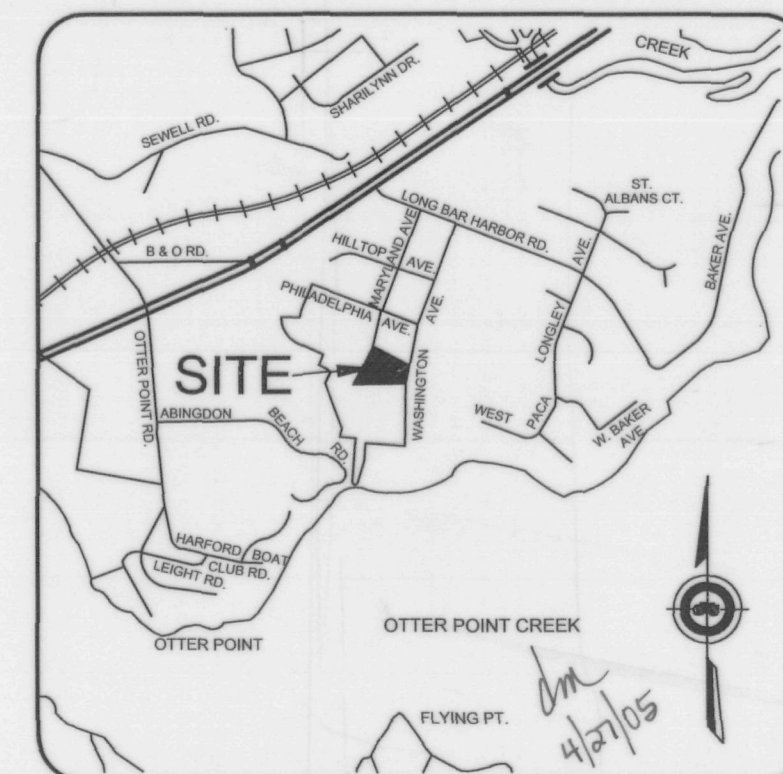 CREEK
SHARILYNN DR.
SEWELL RD.
ST.
ALBANS CT.
LONG BAR HARBOR RD.
BAKER AVE.
B & O RD.
HILLTOP AVE.
MARYLAND AVE.
PHILADELPHIA AVE.
WASHINGTON AVE.
LONGLEY AVE.
OTTER POINT RD.
SITE
ABINGDON BEACH RD.
WEST PACA
W. BAKER
AVE.
HARFORD BOAT
CLUB RD.
LEIGHT RD.
OTTER POINT
OTTER POINT CREEK
dm
4/27/05
FLYING PT.